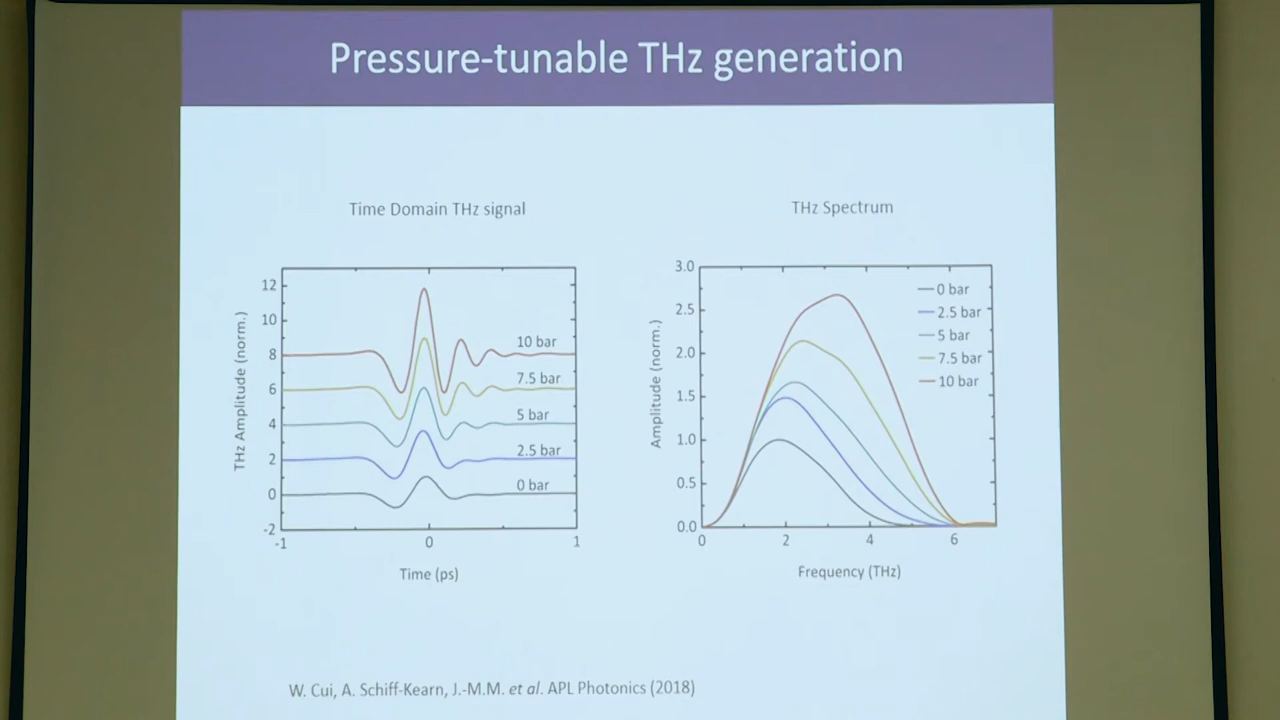 Pressure-tunable THz generation
Time Domain THz signal
THz Amplitude (norm.)
12
10
8
6
4
2
0
-2
10 bar
7.5 bar
5 bar
2.5 bar
0 bar
-1
0
1
Time (ps)
THz Spectrum
Amplitude (norm.)
3.0
2.5
2.0
1.5
1.0
0.5
0.0
0 bar
2.5 bar
5 bar
7.5 bar
10 bar
0
2
4
6
Frequency (THz)
W. Cui, A. Schiff-Kearn, J.-M.M. et al. APL Photonics (2018)